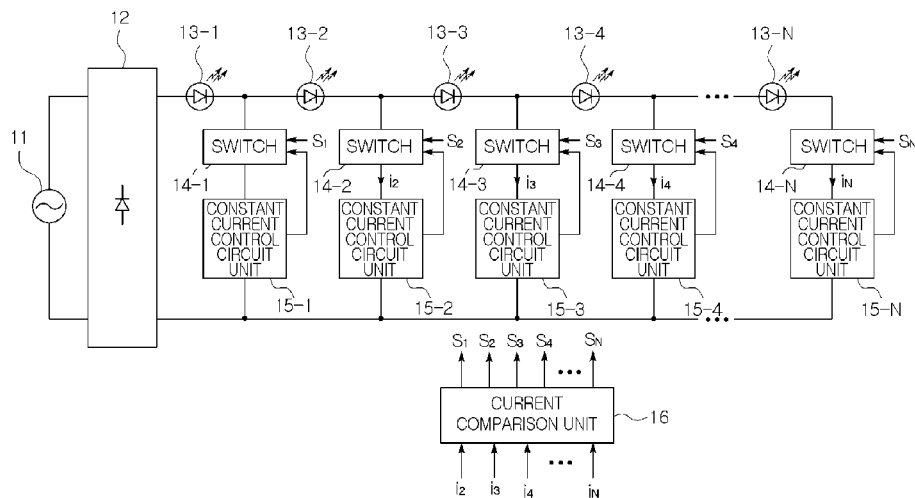 12
13-1
13-2
13-3
13-4
13-N
11
SWITCH
S1
SWITCH
S2
SWITCH
S3
SWITCH
S4
SWITCH
SN
14-1
14-2
i2
14-3
i3
14-4
i4
14-N
iN
CONSTANT
CURRENT
CONTROL
CIRCUIT
UNIT
CONSTANT
CURRENT
CONTROL
CIRCUIT
UNIT
CONSTANT
CURRENT
CONTROL
CIRCUIT
UNIT
CONSTANT
CURRENT
CONTROL
CIRCUIT
UNIT
CONSTANT
CURRENT
CONTROL
CIRCUIT
UNIT
15-1
15-2
15-3
15-4
15-N
S1 S2 S3 S4 SN
CURRENT
COMPARISON UNIT
16
i2 i3 i4 iN